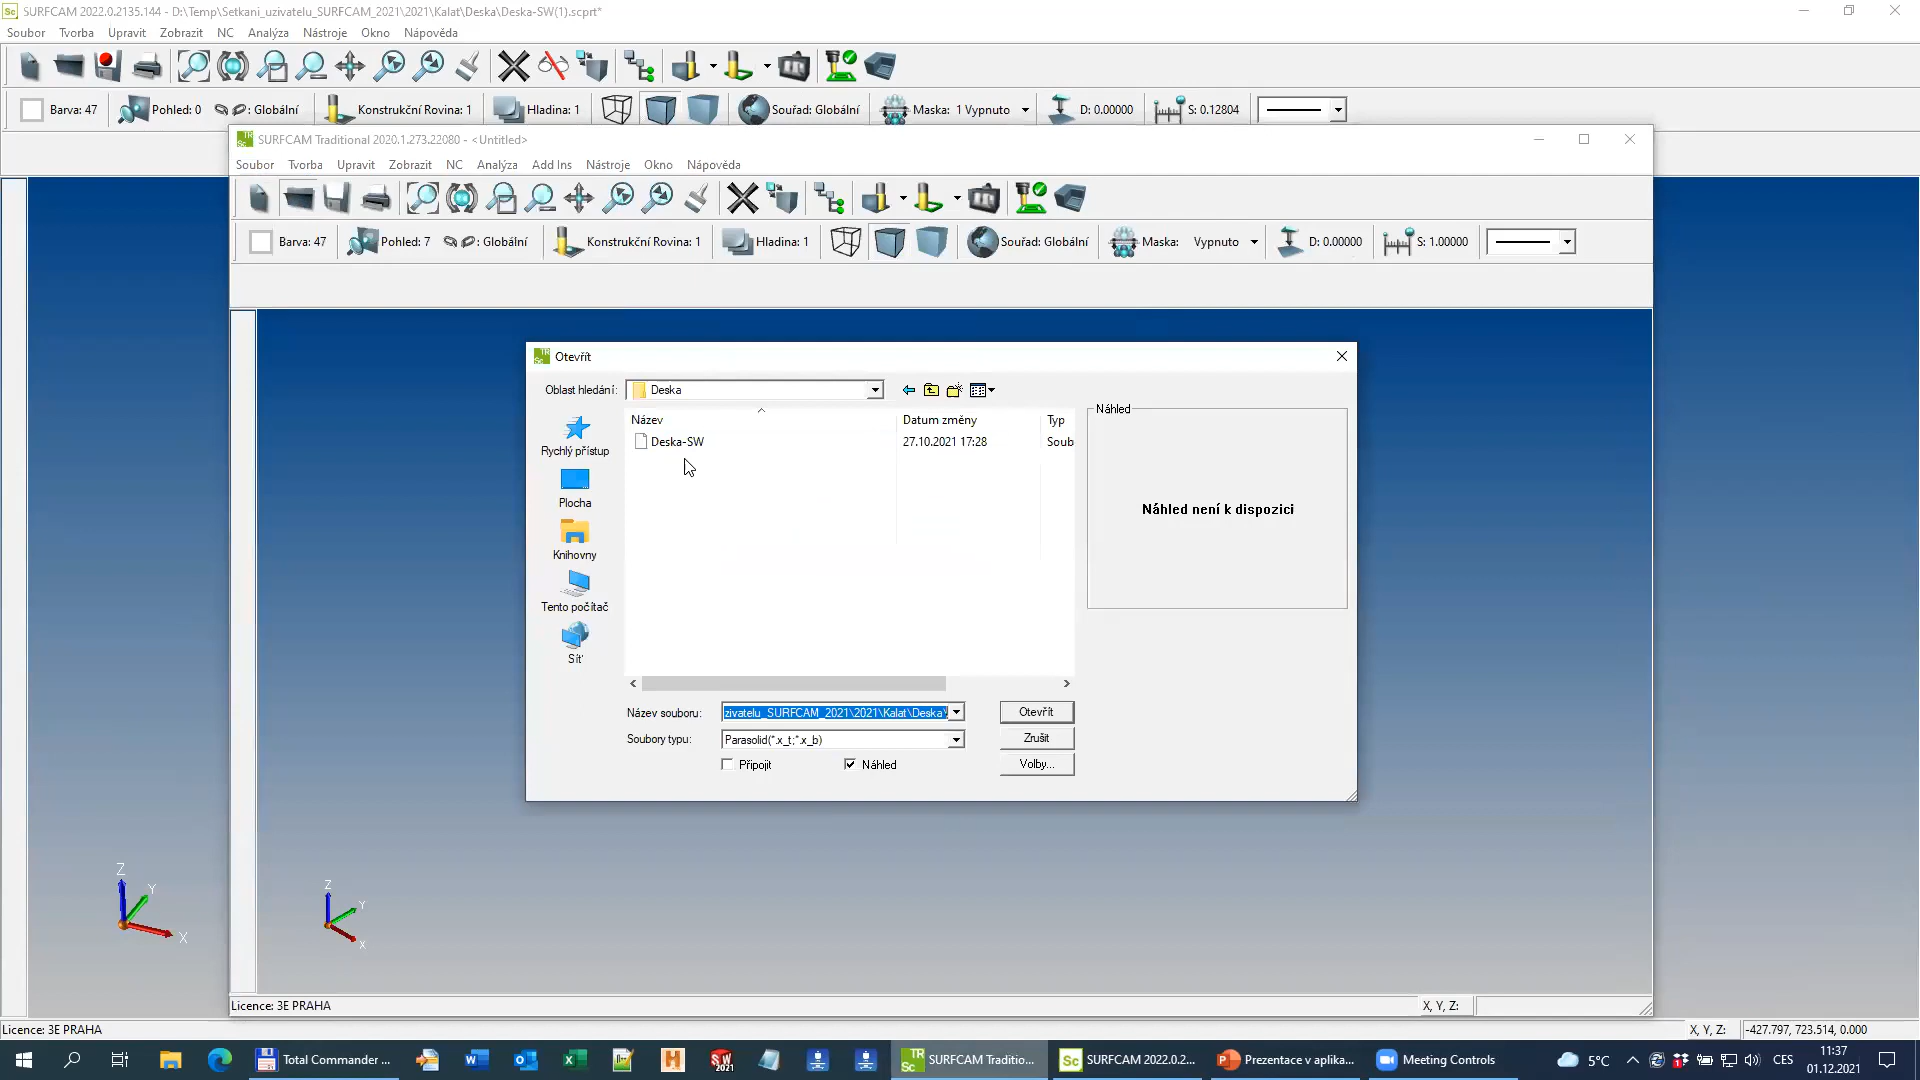 SURFCAM 2022.0.2135.144 - D:\Temp\Setkani_uzivatelu_SURFCAM_2021\2021\Kalat\Deska\Deska-SW(1).scprt*
Soubor Tvorba Upravit Zobrazit NC Analýza Nástroje Okno Nápověda
Barva: 47 Pohled: 0 : Globální Konstrukční Rovina: 1 Hladina: 1 Souřad: Globální Maska: 1 Vypnuto D: 0.00000 S: 0.12804
SURFCAM Traditional 2020.1.273.22080 - <Untitled>
Soubor Tvorba Upravit Zobrazit NC Analýza Add Ins Nástroje Okno Nápověda
Barva: 47 Pohled: 7 : Globální Konstrukční Rovina: 1 Hladina: 1 Souřad: Globální Maska: Vypnuto D: 0.00000 S: 1.00000
Otevřít
Oblast hledání: Deska
Název Datum změny Typ
Deska-SW 27.10.2021 17:28 Soub
Náhled
Náhled není k dispozici
Rychlý přístup
Plocha
Knihovny
Tento počítač
Síť
Název souboru: zivatelu_SURFCAM_2021\2021\Kalat\Deska\ Otevřít
Soubory typu: Parasolid(*.x_t;*.x_b) Zrušit
Připojit Náhled Volby...
Z Y X
Z Y X
Licence: 3E PRAHA X, Y, Z:
Licence: 3E PRAHA X, Y, Z: -427.797, 723.514, 0.000
Total Commander ... SURFCAM Traditio... SURFCAM 2022.0.2... Prezentace v aplika... Meeting Controls 5°C CES 11:37
01.12.2021